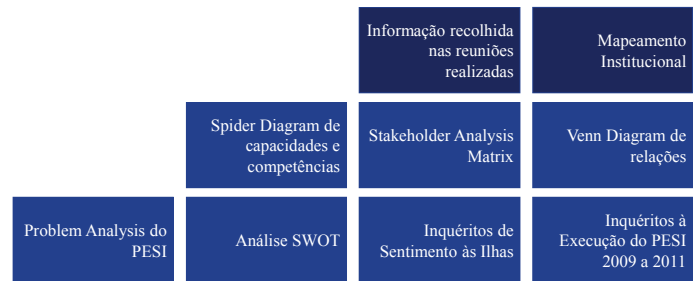 Informação recolhida
nas reuniões
realizadas
Mapeamento
Institucional
Spider Diagram de
capacidades e
competências
Stakeholder Analysis
Matrix
Venn Diagram de
relações
Problem Analysis do
PESI
Análise SWOT
Inquéritos de
Sentimento às Ilhas
Inquéritos à
Execução do PESI
2009 a 2011